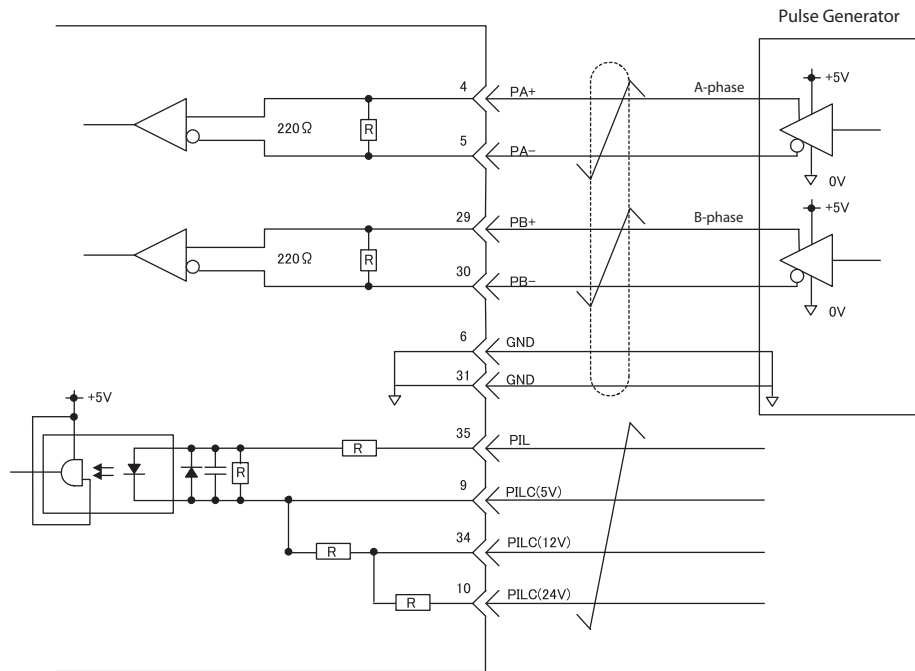 Pulse Generator
+5V
4
PA+
A-phase
220Ω
R
5
PA-
0V
+5V
29
PB+
B-phase
220Ω
R
30
PB-
0V
6
GND
31
GND
+5V
35
PIL
R
R
9
PILC(5V)
34
PILC(12V)
R
10
PILC(24V)
R